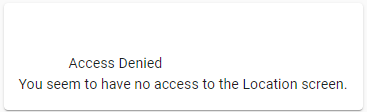 Access Denied
You seem to have no access to the Location screen.